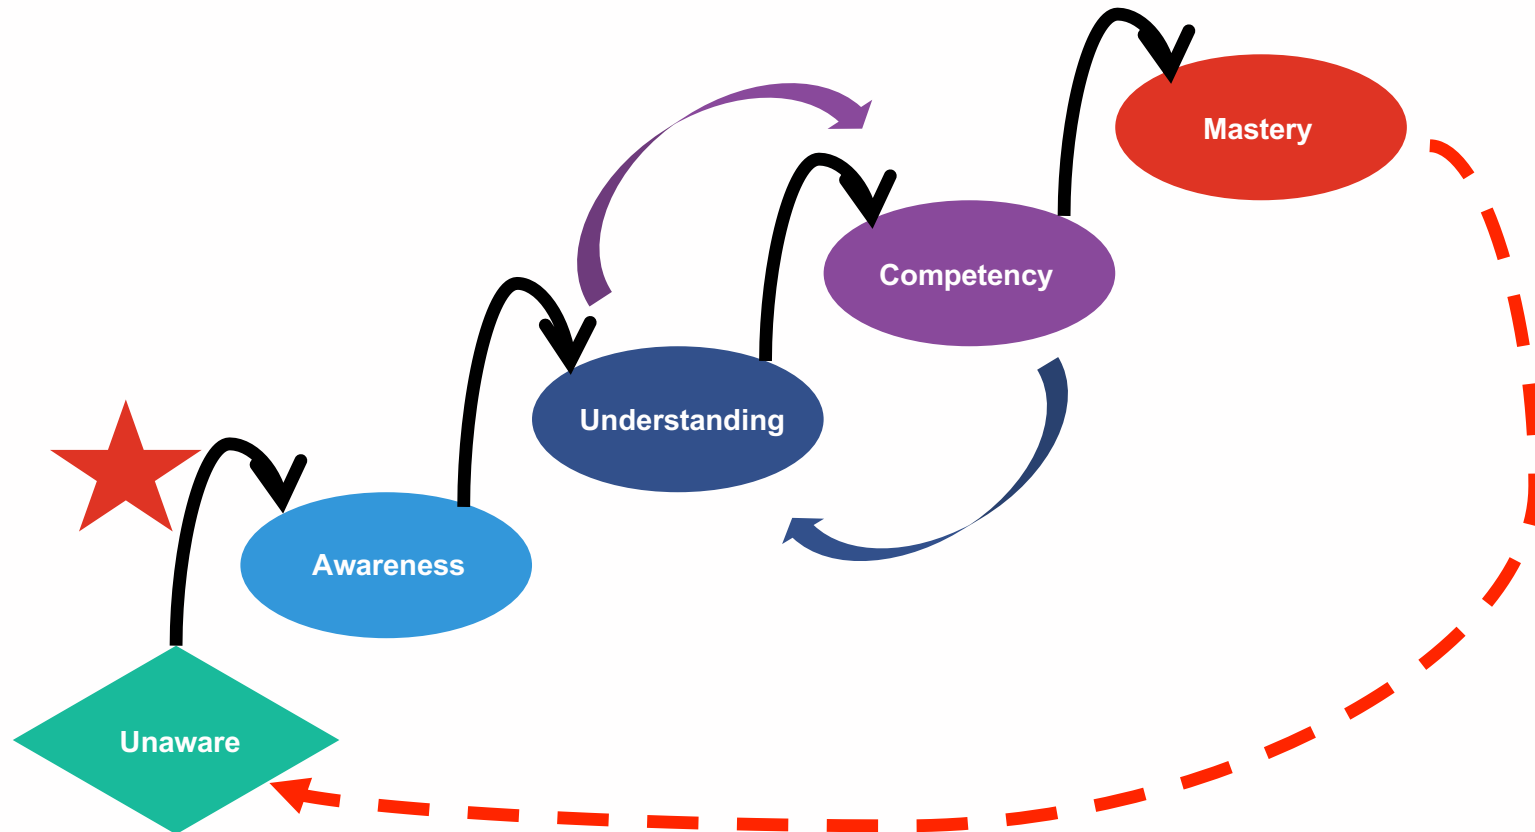 Mastery
Competency
Understanding
Awareness
Unaware